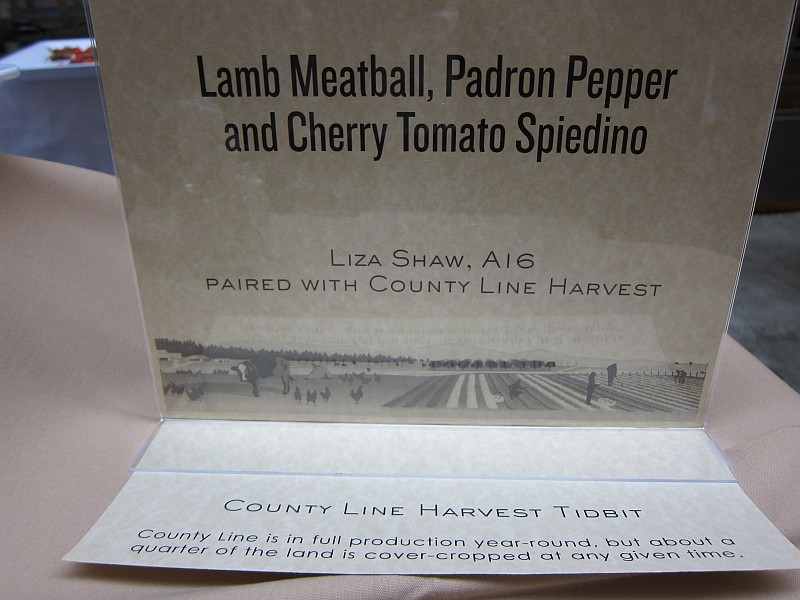 Lamb Meatball, Padron Pepper
and Cherry Tomato Spiedino
Liza Shaw, A16
paired with County Line Harvest
County Line Harvest Tidbit
County Line is in full production year-round, but about a
quarter of the land is cover-cropped at any given time.